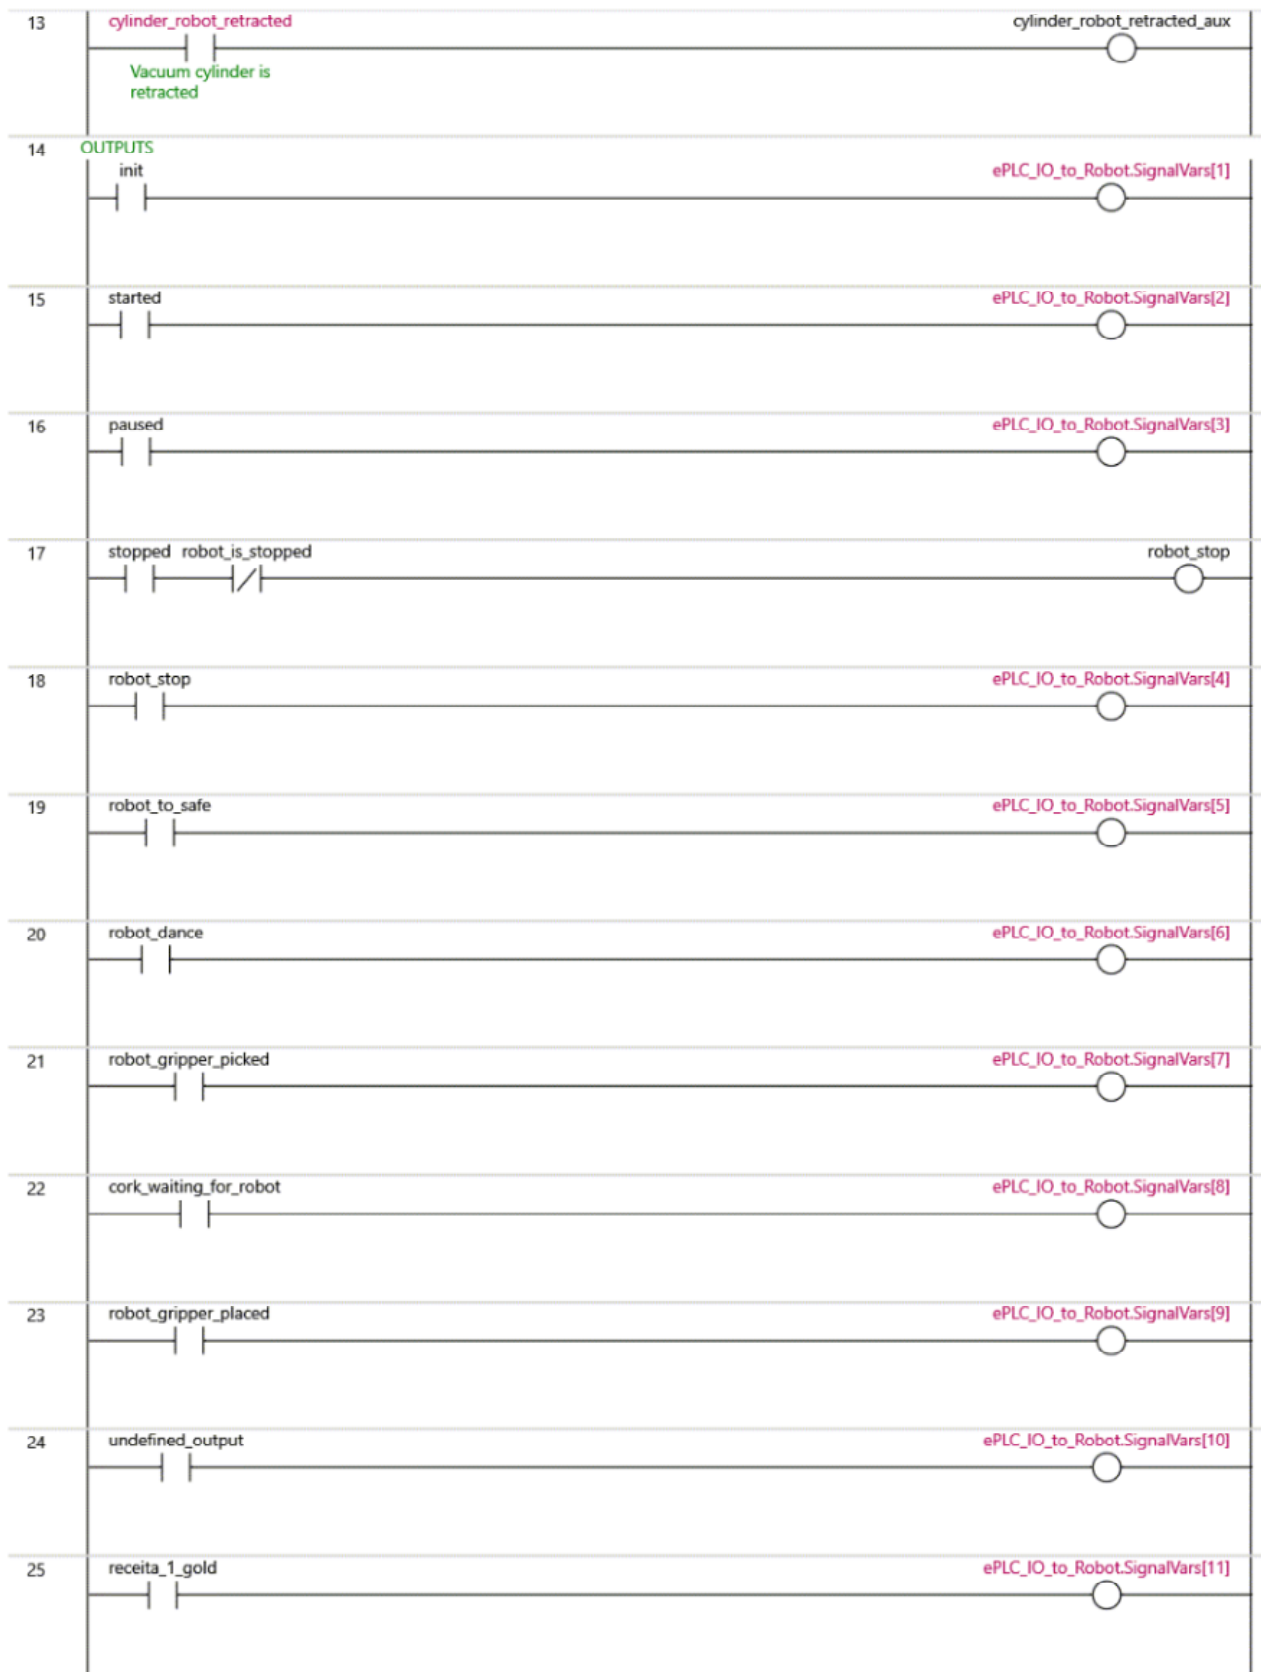 13 cylinder_robot_retracted cylinder_robot_retracted_aux
Vacuum cylinder is
retracted
14 OUTPUTS
init ePLC_IO_to_Robot.SignalVars[1]
15 started ePLC_IO_to_Robot.SignalVars[2]
16 paused ePLC_IO_to_Robot.SignalVars[3]
17 stopped robot_is_stopped robot_stop
18 robot_stop ePLC_IO_to_Robot.SignalVars[4]
19 robot_to_safe ePLC_IO_to_Robot.SignalVars[5]
20 robot_dance ePLC_IO_to_Robot.SignalVars[6]
21 robot_gripper_picked ePLC_IO_to_Robot.SignalVars[7]
22 cork_waiting_for_robot ePLC_IO_to_Robot.SignalVars[8]
23 robot_gripper_placed ePLC_IO_to_Robot.SignalVars[9]
24 undefined_output ePLC_IO_to_Robot.SignalVars[10]
25 receita_1_gold ePLC_IO_to_Robot.SignalVars[11]